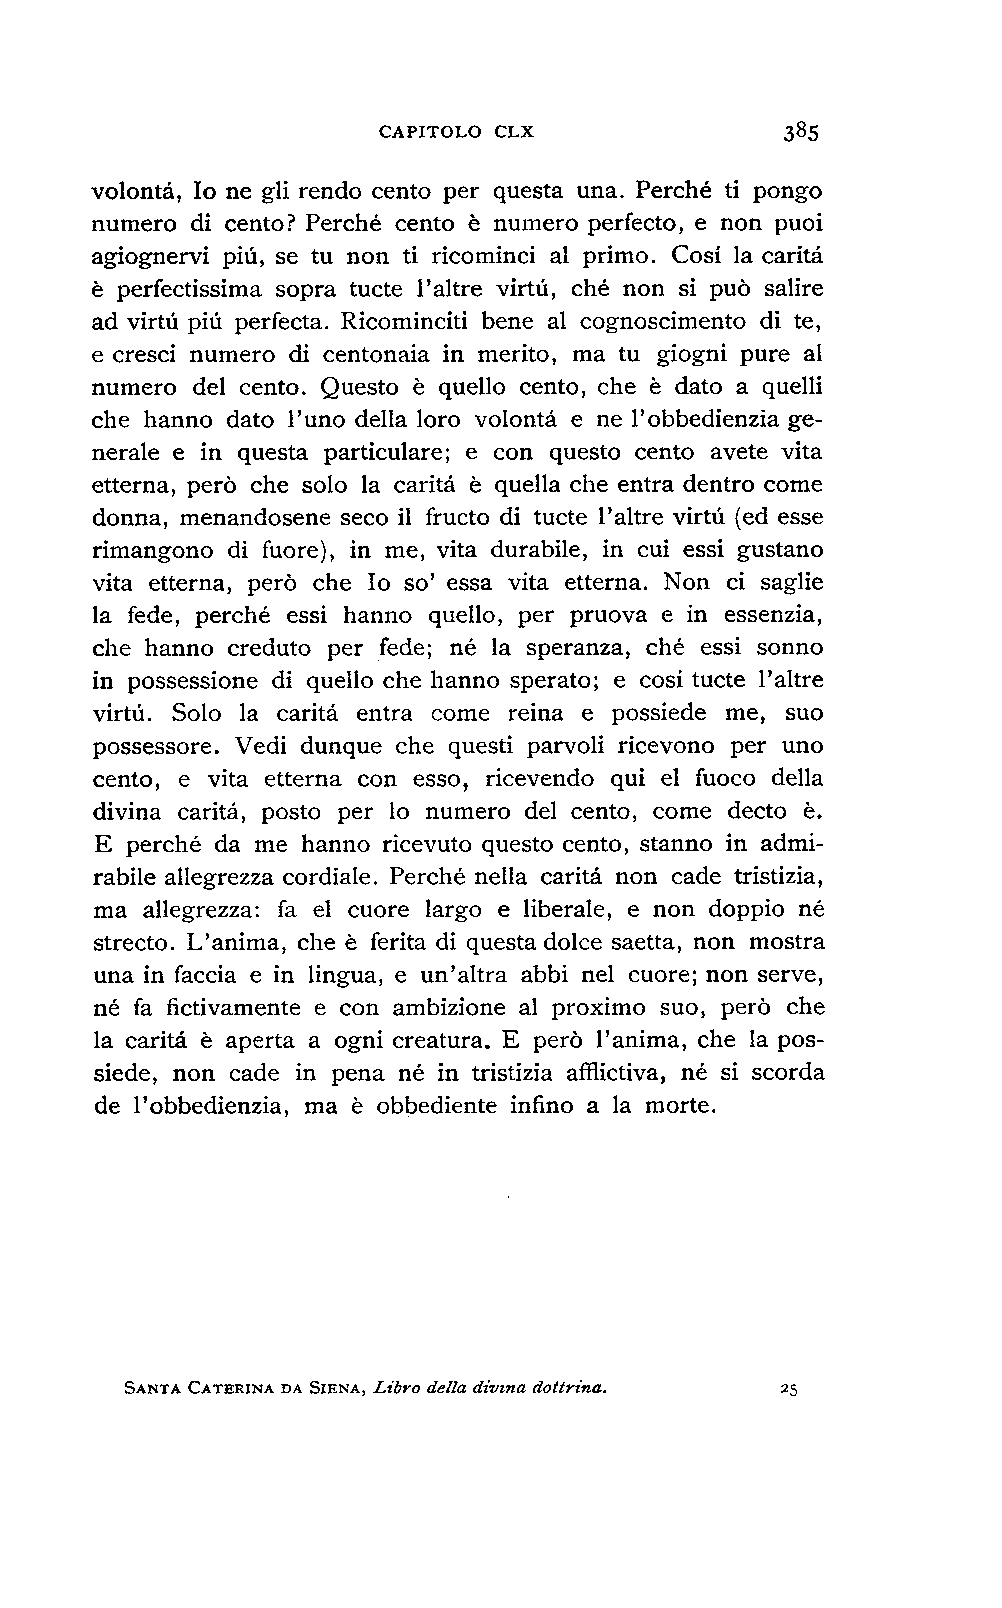 CAPITOLO CLX 385
volontá, Io ne gli rendo cento per questa una. Perché ti pongo
numero di cento? Perché cento è numero perfecto, e non puoi
agiognervi piú, se tu non ti ricominci al primo. Cosí la caritá
è perfectissima sopra tucte l'altre virtú, ché non si può salire
ad virtú piú perfecta. Ricominciti bene al cognoscimento di te,
e cresci numero di centonaia in merito, ma tu giogni pure al
numero del cento. Questo è quello cento, che è dato a quelli
che hanno dato l'uno della loro volontá e ne l'obbedienzia ge-
nerale e in questa particulare; e con questo cento avete vita
etterna, però che solo la caritá è quella che entra dentro come
donna, menandosene seco il fructo di tucte l'altre virtú (ed esse
rimangono di fuore), in me, vita durabile, in cui essi gustano
vita etterna, però che Io so' essa vita etterna. Non ci saglie
la fede, perché essi hanno quello, per pruova e in essenzia,
che hanno creduto per fede; né la speranza, ché essi sonno
in possessione di quello che hanno sperato; e cosi tucte l'altre
virtú. Solo la caritá entra come reina e possiede me, suo
possessore. Vedi dunque che questi parvoli ricevono per uno
cento, e vita etterna con esso, ricevendo qui el fuoco della
divina caritá, posto per lo numero del cento, come decto è.
E perché da me hanno ricevuto questo cento, stanno in admi-
rabile allegrezza cordiale. Perché nella caritá non cade tristizia,
ma allegrezza: fa el cuore largo e liberale, e non doppio né
strecto. L'anima, che è ferita di questa dolce saetta, non mostra
una in faccia e in lingua, e un'altra abbi nel cuore; non serve,
né fa fictivamente e con ambizione al proximo suo, però che
la caritá è aperta a ogni creatura. E però l'anima, che la pos-
siede, non cade in pena né in tristizia afflictiva, né si scorda
de l'obbedienzia, ma è obbediente infino a la morte.
SANTA CATERINA DA SIENA, Libro della divina dottrina. 25